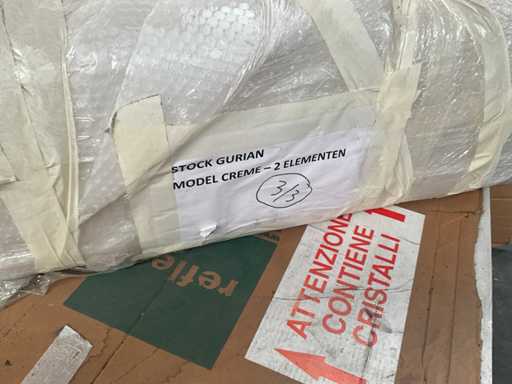 STOCK GURIAN
MODEL CREME – 2 ELEMENTEN
3/3
refle
ATTENZIONE
CONTIENE
CRISTALLI